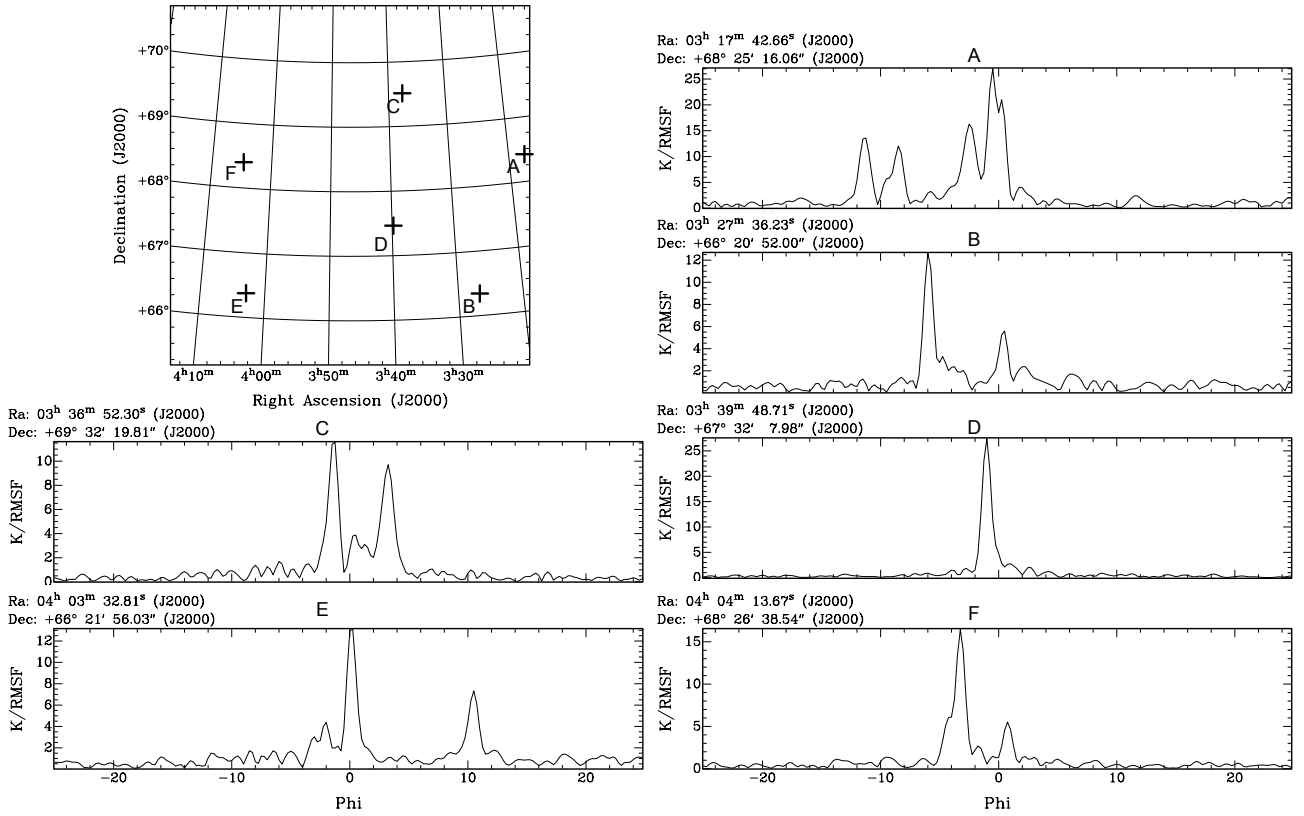 +70°
+69°
+68°
+67°
+66°
Declination (J2000)
C
A
F
D
E
B
4ʰ10ᵐ 4ʰ00ᵐ 3ʰ50ᵐ 3ʰ40ᵐ 3ʰ30ᵐ
Right Ascension (J2000)
Ra: 03ʰ 17ᵐ 42.66ˢ (J2000)
Dec: +68° 25′ 16.06″ (J2000)
A
25
20
15
10
5
0
K/RMSF
Ra: 03ʰ 27ᵐ 36.23ˢ (J2000)
Dec: +66° 20′ 52.00″ (J2000)
B
12
10
8
6
4
2
K/RMSF
Ra: 03ʰ 36ᵐ 52.30ˢ (J2000)
Dec: +69° 32′ 19.81″ (J2000)
C
10
8
6
4
2
0
K/RMSF
Ra: 03ʰ 39ᵐ 48.71ˢ (J2000)
Dec: +67° 32′ 7.98″ (J2000)
D
25
20
15
10
5
0
K/RMSF
Ra: 04ʰ 03ᵐ 32.81ˢ (J2000)
Dec: +66° 21′ 56.03″ (J2000)
E
12
10
8
6
4
2
K/RMSF
−20 −10 0 10 20
Phi
Ra: 04ʰ 04ᵐ 13.67ˢ (J2000)
Dec: +68° 26′ 38.54″ (J2000)
F
15
10
5
0
K/RMSF
−20 −10 0 10 20
Phi